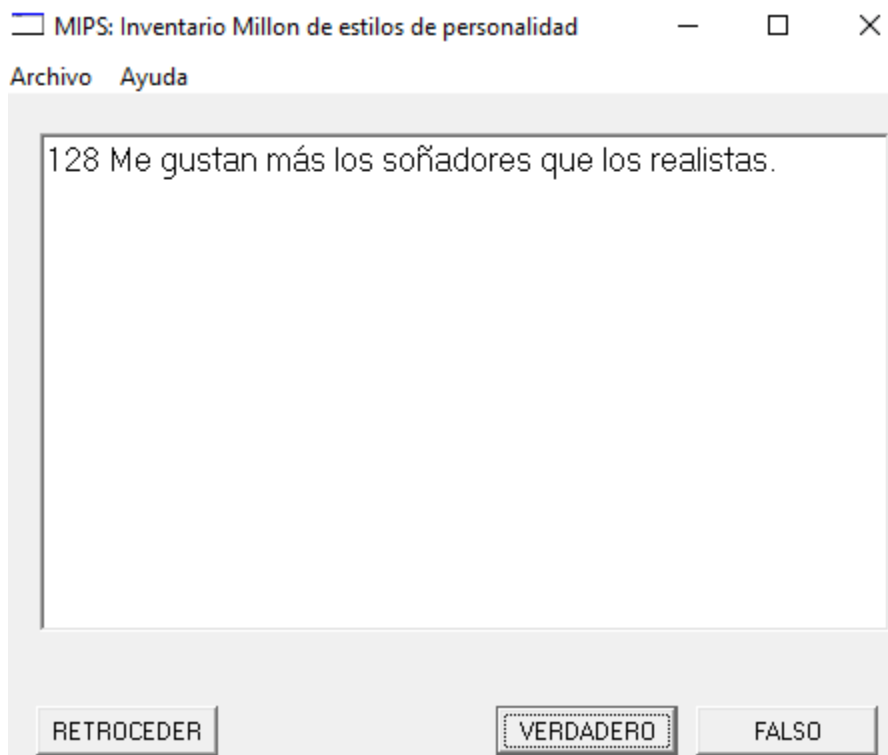 MIPS: Inventario Millon de estilos de personalidad
Archivo Ayuda
128 Me gustan más los soñadores que los realistas.
RETROCEDER VERDADERO FALSO